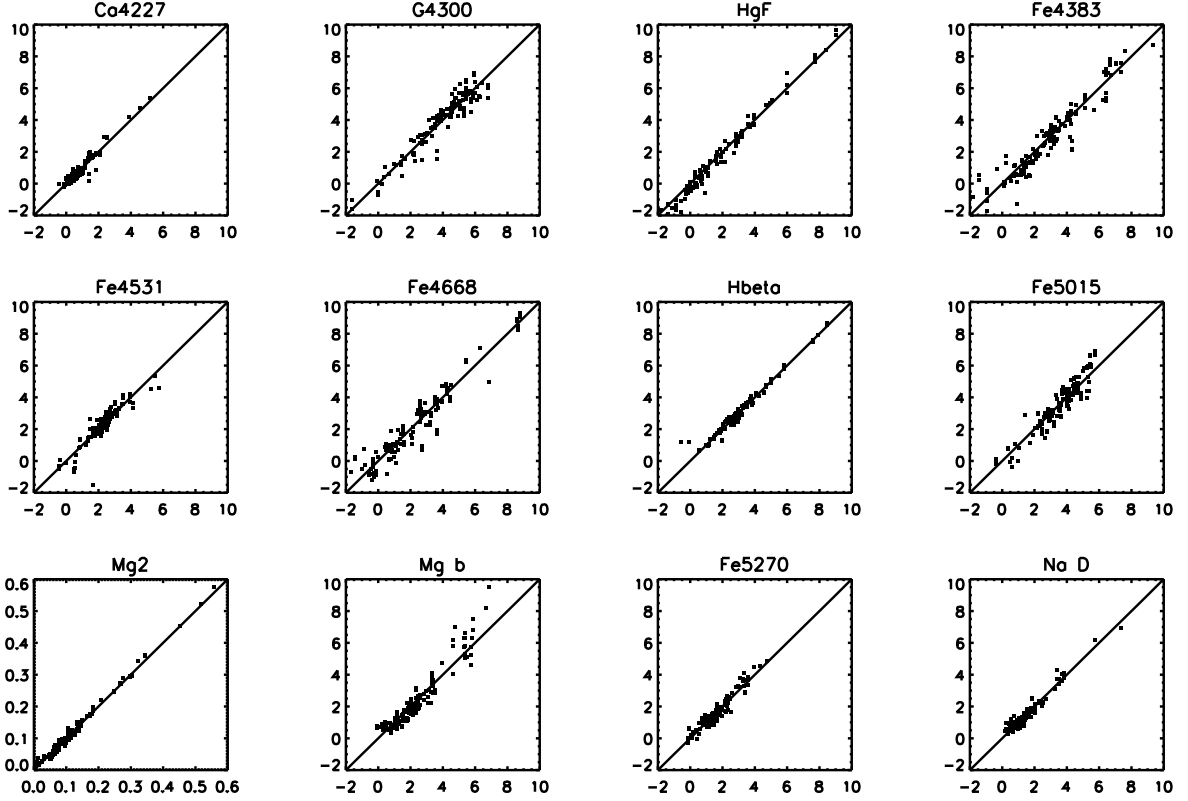 Ca4227 G4300 HgF Fe4383
10 10 10 10
8 8 8 8
6 6 6 6
4 4 4 4
2 2 2 2
0 0 0 0
−2 −2 −2 −2
−2 0 2 4 6 8 10 −2 0 2 4 6 8 10 −2 0 2 4 6 8 10 −2 0 2 4 6 8 10
Fe4531 Fe4668 Hbeta Fe5015
10 10 10 10
8 8 8 8
6 6 6 6
4 4 4 4
2 2 2 2
0 0 0 0
−2 −2 −2 −2
−2 0 2 4 6 8 10 −2 0 2 4 6 8 10 −2 0 2 4 6 8 10 −2 0 2 4 6 8 10
Mg2 Mg b Fe5270 Na D
0.6 10 10 10
0.5 8 8 8
0.4 6 6 6
0.3 4 4 4
0.2 2 2 2
0.1 0 0 0
0.0 −2 −2 −2
0.0 0.1 0.2 0.3 0.4 0.5 0.6 −2 0 2 4 6 8 10 −2 0 2 4 6 8 10 −2 0 2 4 6 8 10